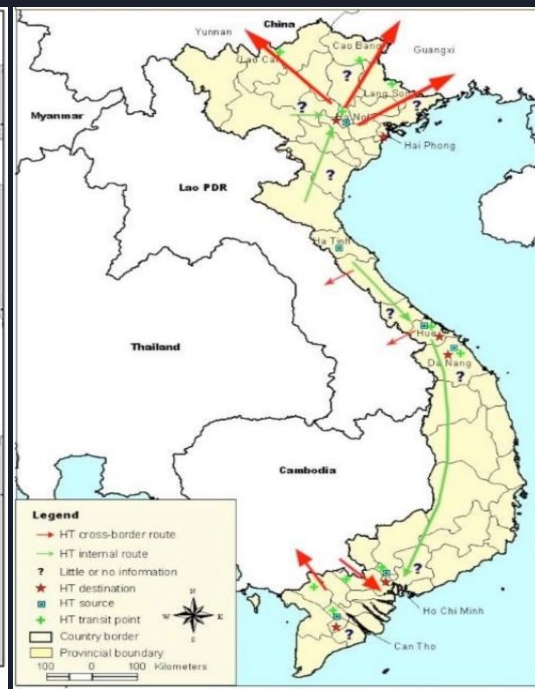 China
Yunnan
Cao Bang
Guangxi
Lao Cai
?
Lang Son
Myanmar
?
?
Ha Noi
Hai Phong
Lao PDR
?
Ha Tinh
?
Hue
Thailand
Da Nang
?
Cambodia
Legend
HT cross-border route
HT internal route
? Little or no information
HT destination
HT source
HT transit point
Country border
Provincial boundary
100 0 100 Kilometers
N
W E
S
?
Ho Chi Minh
Can Tho
?